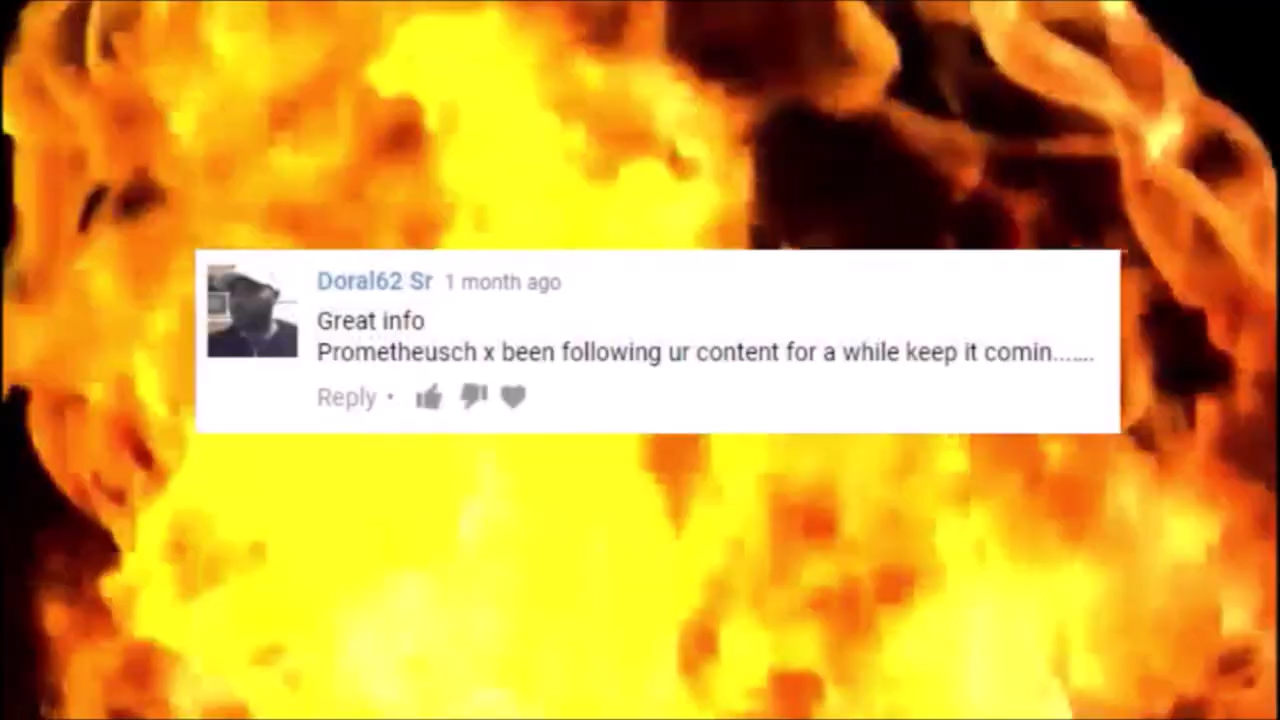 Doral62 Sr 1 month ago
Great info
Prometheusch x been following ur content for a while keep it comin.......
Reply •